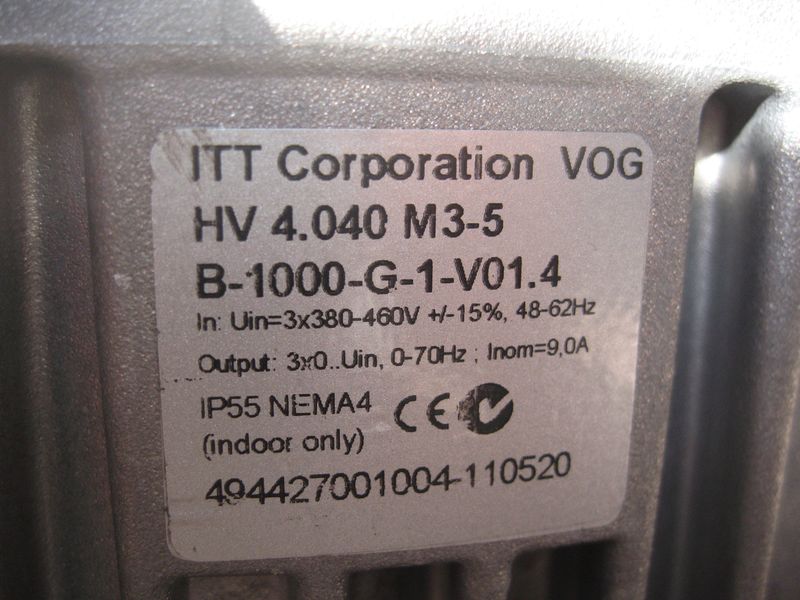 ITT Corporation VOG
HV 4.040 M3-5
B-1000-G-1-V01.4
In: Uin=3x380-460V +/-15%, 48-62Hz
Output: 3x0..Uin, 0-70Hz ; Inom=9,0A
IP55 NEMA4 CE
(indoor only)
494427001004-110520